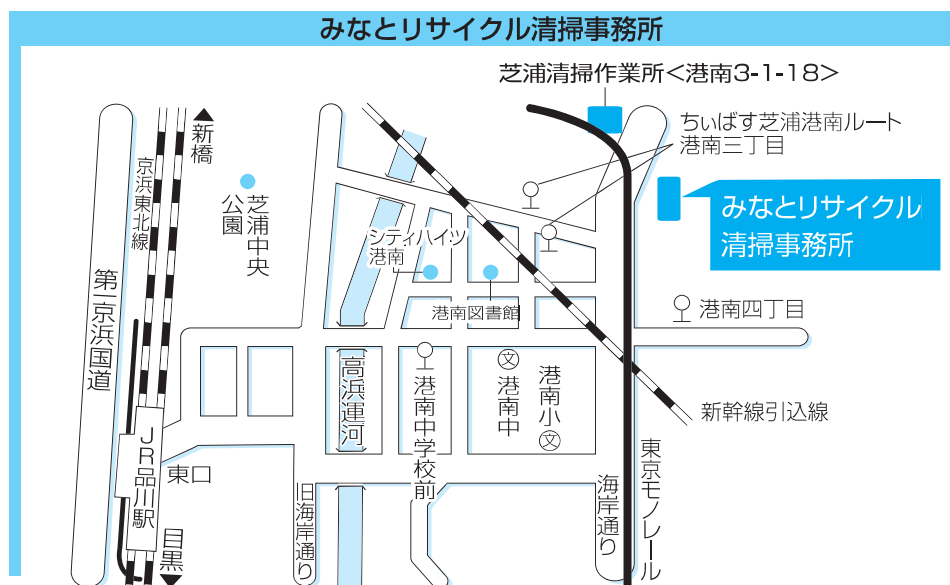 みなとリサイクル清掃事務所
芝浦清掃作業所<港南3-1-18>
ちぃばす芝浦港南ルート
港南三丁目
みなとリサイクル
清掃事務所
新橋
京浜東北線
芝浦中央
公園
シティハイツ
港南
港南図書館
港南四丁目
第一京浜国道
高浜運河
港南中学校前
文
港南中
港南小
文
新幹線引込線
JR品川駅
東口
目黒
旧海岸通り
海岸通り
東京モノレール